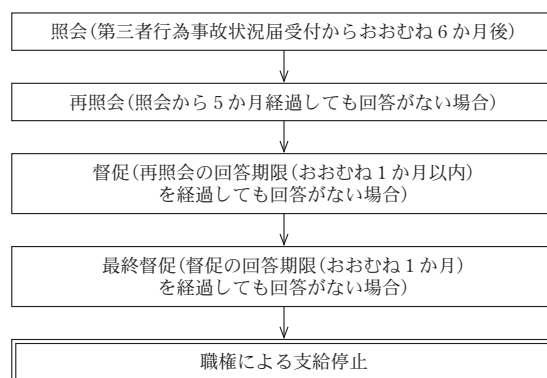 照会(第三者行為事故状況届受付からおおむね6か月後)
再照会(照会から5か月経過しても回答がない場合)
督促(再照会の回答期限(おおむね1か月以内)
を経過しても回答がない場合)
最終督促(督促の回答期限(おおむね1か月)
を経過しても回答がない場合)
職権による支給停止